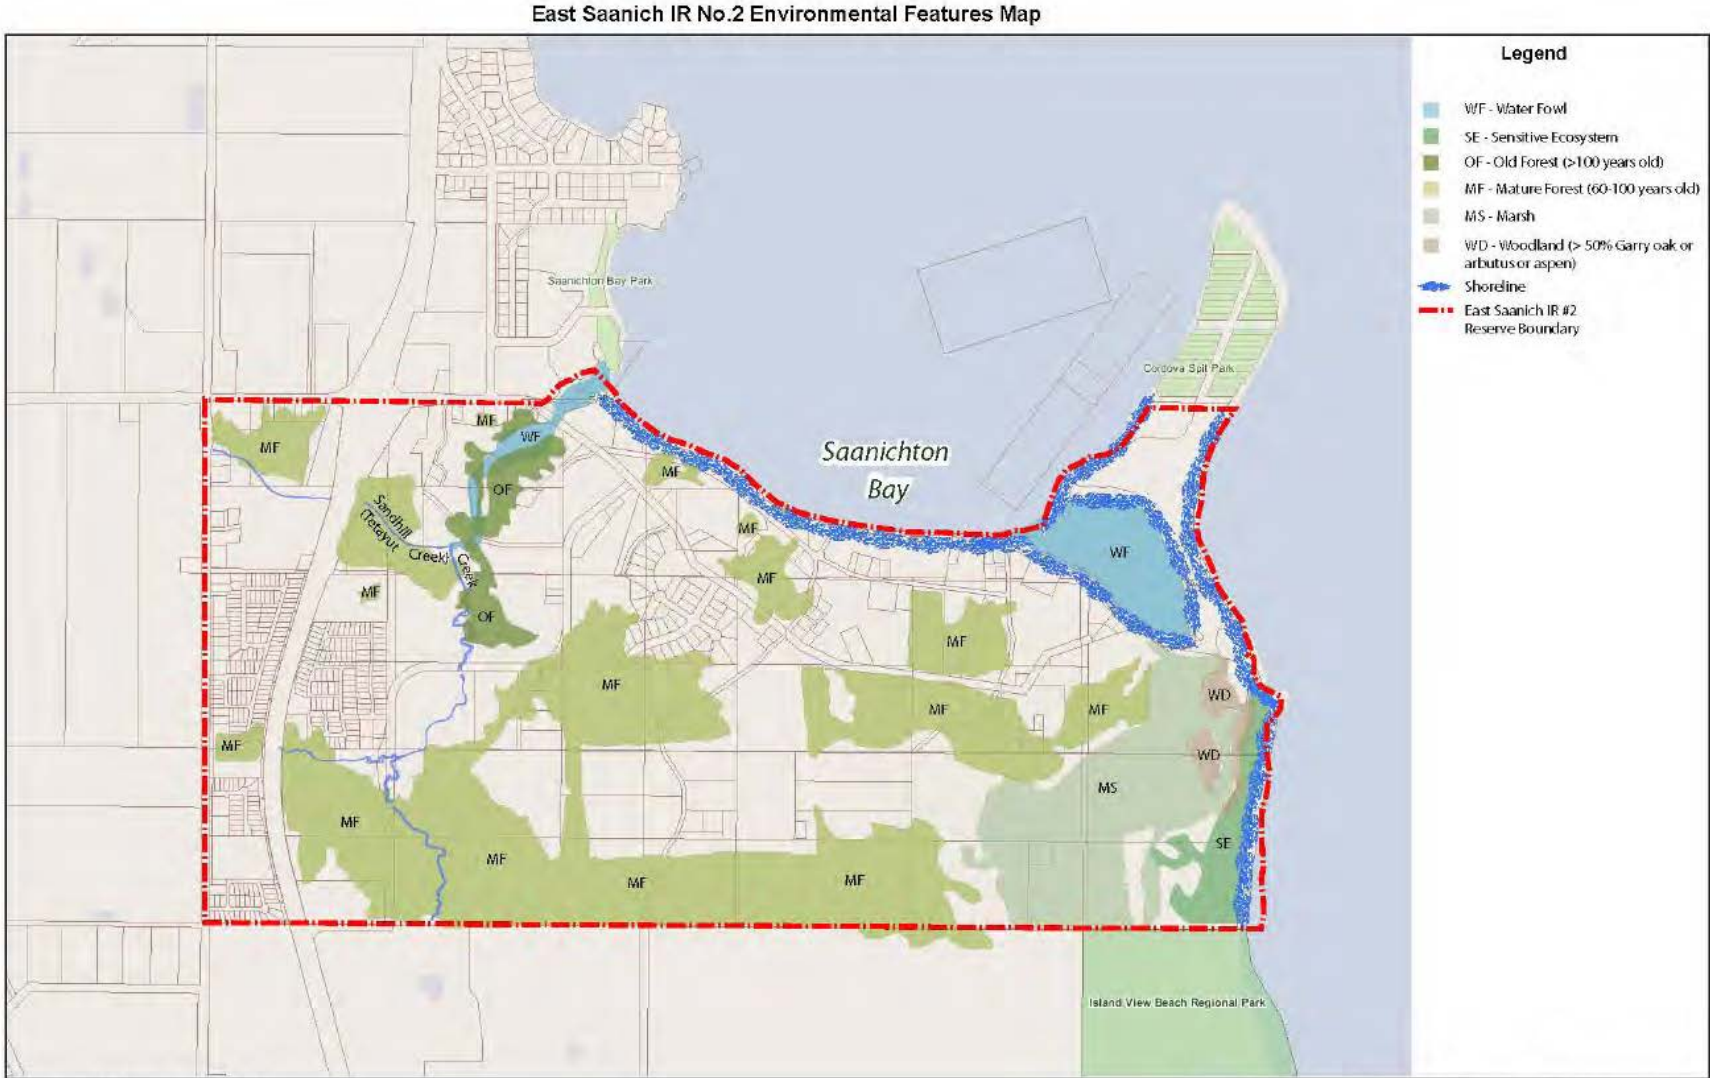 East Saanich IR No.2 Environmental Features Map
Legend
WF - Water Fowl
SE - Sensitive Ecosystem
OF - Old Forest (>100 years old)
MF - Mature Forest (60-100 years old)
MS - Marsh
WD - Woodland (> 50% Garry oak or
arbutus or aspen)
Shoreline
East Saanich IR #2
Reserve Boundary
Saanichton Bay Park
Cordova Spit Park
Saanichton
Bay
MF
MF
WF
OF
MF
Sandhill
(Tetayut
Creek)
Creek
MF
MF
WF
MF
MF
OF
MF
MF
WD
MF
MF
MF
WD
MS
MF
SE
MF
MF
MF
Island View Beach Regional Park